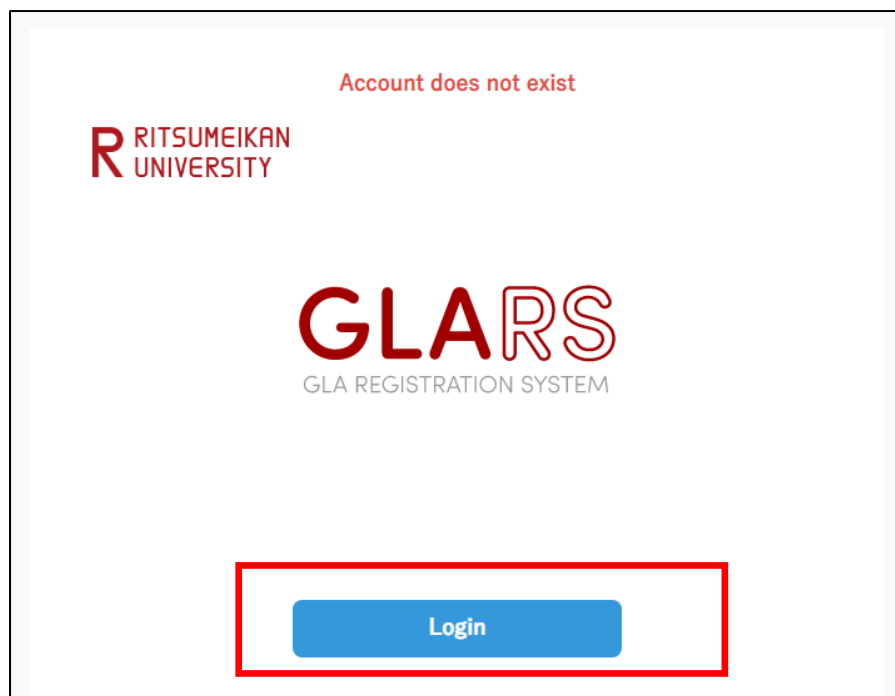 Account does not exist
RITSUMEIKAN
UNIVERSITY
GLARS
GLA REGISTRATION SYSTEM
Login